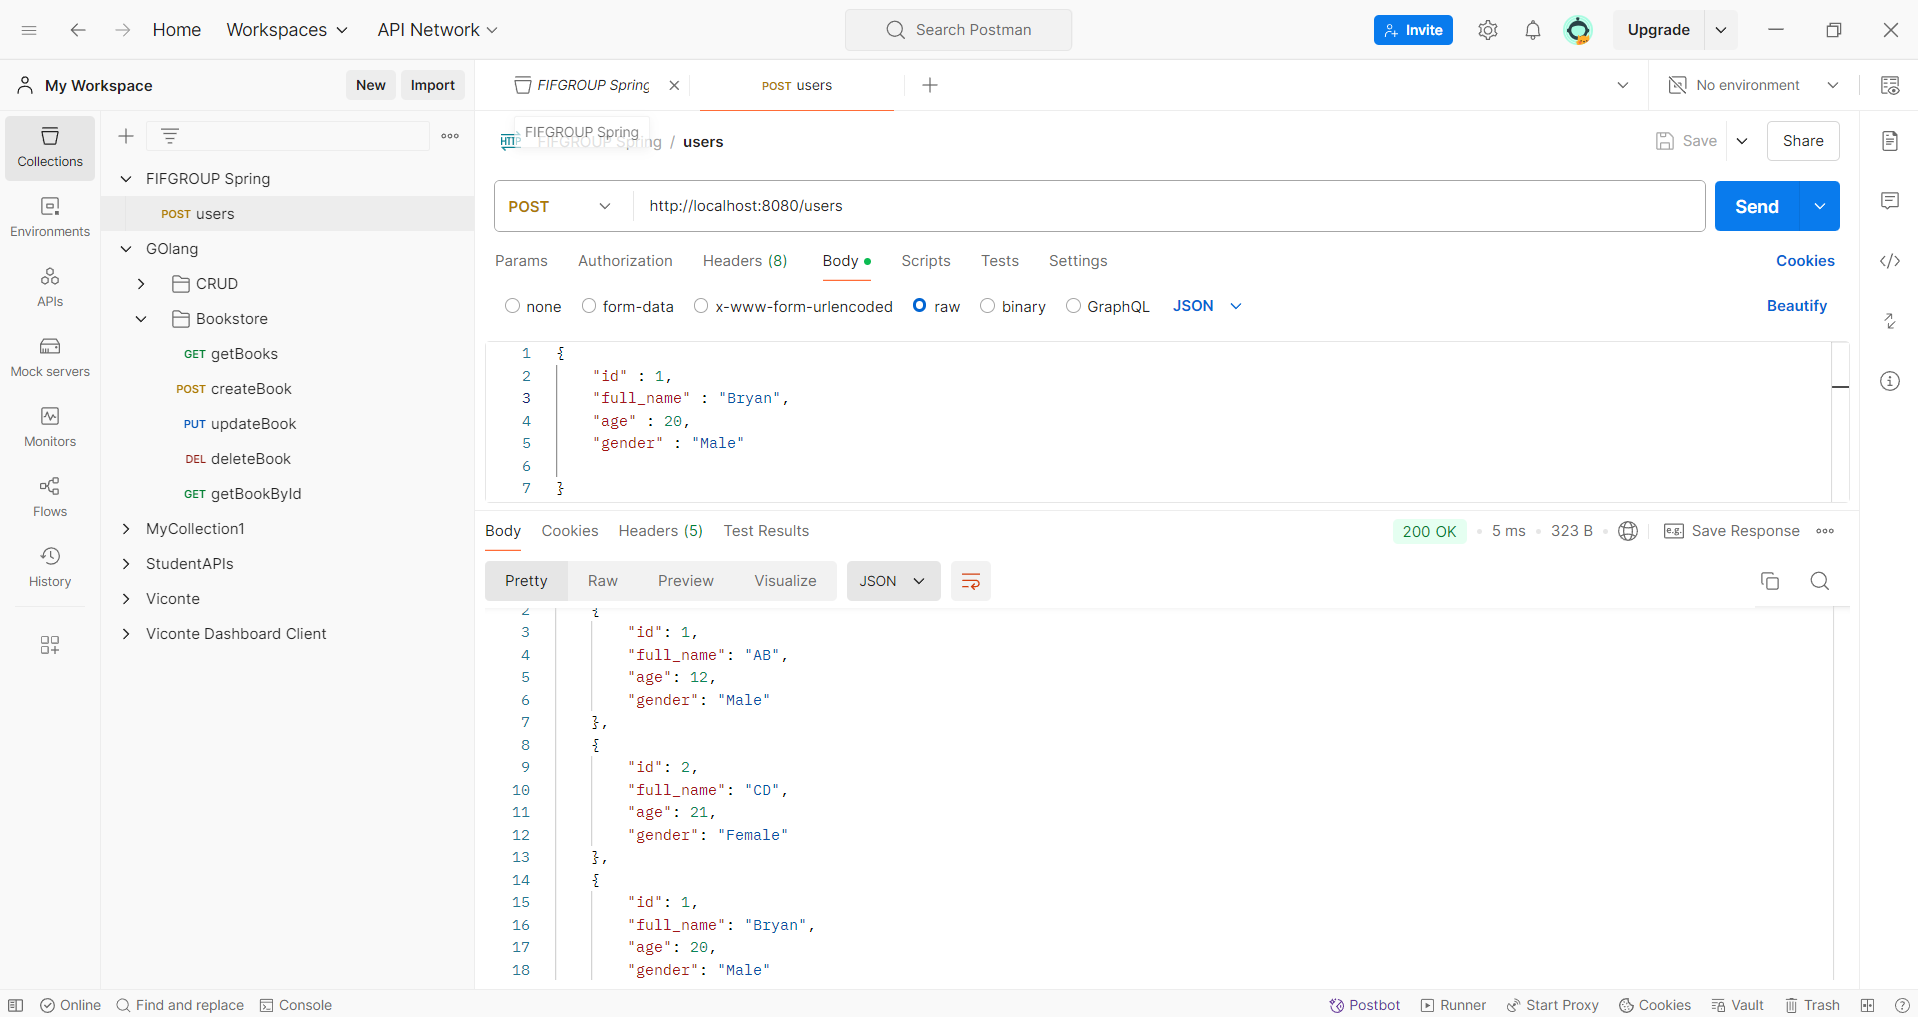 Home Workspaces API Network Search Postman Invite Upgrade
My Workspace New Import FIFGROUP Spring POST users No environment
FIFGROUP Spring
HTTP FIFGROUP Spring / users Save Share
Collections
Environments
APIs
Mock servers
Monitors
Flows
History
FIFGROUP Spring
POST users
GOlang
CRUD
Bookstore
GET getBooks
POST createBook
PUT updateBook
DEL deleteBook
GET getBookById
MyCollection1
StudentAPIs
Viconte
Viconte Dashboard Client
POST http://localhost:8080/users Send
Params Authorization Headers (8) Body Scripts Tests Settings Cookies
none form-data x-www-form-urlencoded raw binary GraphQL JSON Beautify
1 {
2 "id" : 1,
3 "full_name" : "Bryan",
4 "age" : 20,
5 "gender" : "Male"
6
7 }
Body Cookies Headers (5) Test Results 200 OK 5 ms 323 B e.g. Save Response
Pretty Raw Preview Visualize JSON
2 {
3 "id": 1,
4 "full_name": "AB",
5 "age": 12,
6 "gender": "Male"
7 },
8 {
9 "id": 2,
10 "full_name": "CD",
11 "age": 21,
12 "gender": "Female"
13 },
14 {
15 "id": 1,
16 "full_name": "Bryan",
17 "age": 20,
18 "gender": "Male"
Online Find and replace Console Postbot Runner Start Proxy Cookies Vault Trash